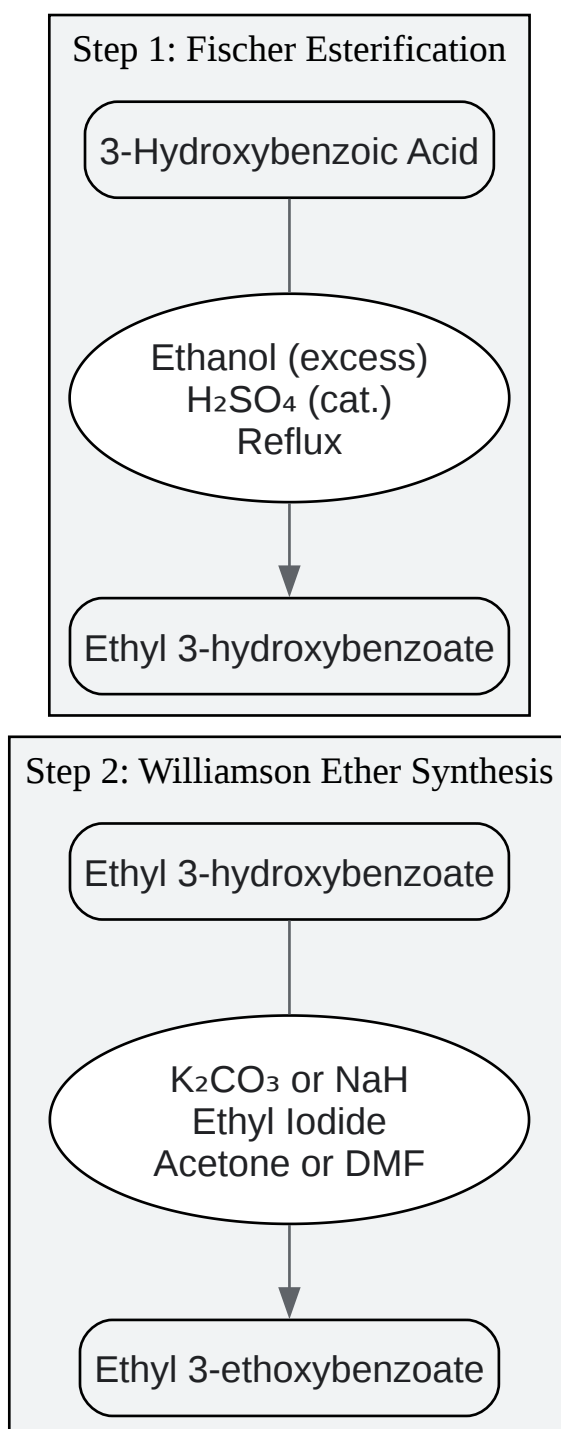 Step 1: Fischer Esterification
3-Hydroxybenzoic Acid
Ethanol (excess)
H₂SO₄ (cat.)
Reflux
Ethyl 3-hydroxybenzoate
Step 2: Williamson Ether Synthesis
Ethyl 3-hydroxybenzoate
K₂CO₃ or NaH
Ethyl Iodide
Acetone or DMF
Ethyl 3-ethoxybenzoate